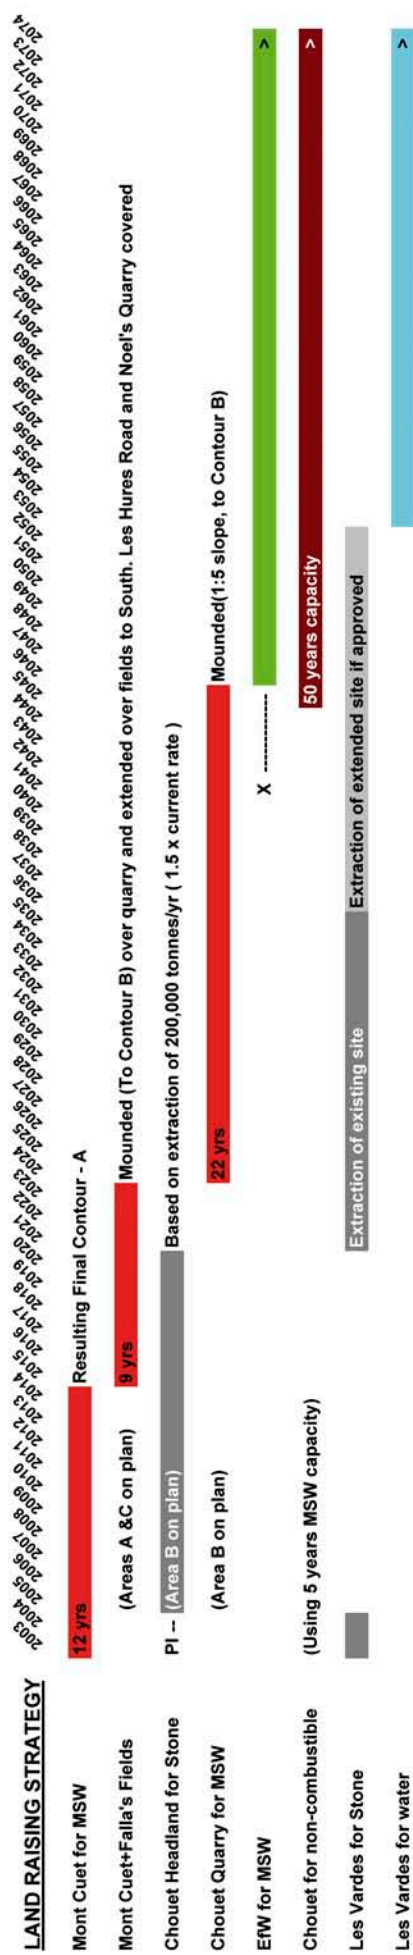 LAND RAISING STRATEGY
2003 2004 2005 2006 2007 2008 2009 2010 2011 2012 2013 2014 2015 2016 2017 2018 2019 2020 2021 2022 2023 2024 2025 2026 2027 2028 2029 2030 2031 2032 2033 2034 2035 2036 2037 2038 2039 2040 2041 2042 2043 2044 2045 2046 2047 2048 2049 2050 2051 2052 2053 2054 2055 2056 2057 2058 2059 2060 2061 2062 2063 2064 2065 2066 2067 2068 2069 2070 2071 2072 2073 2074
Mont Cuet for MSW 12 yrs Resulting Final Contour - A
Mont Cuet+Falla's Fields (Areas A &C on plan) 9 yrs Mounded (To Contour B) over quarry and extended over fields to South. Les Hures Road and Noel's Quarry covered
Chouet Headland for Stone PI -- (Area B on plan) Based on extraction of 200,000 tonnes/yr ( 1.5 x current rate )
Chouet Quarry for MSW (Area B on plan) 22 yrs Mounded(1:5 slope, to Contour B)
EfW for MSW X ------------ >
Chouet for non-combustible (Using 5 years MSW capacity) 50 years capacity >
Les Vardes for Stone Extraction of existing site Extraction of extended site if approved
Les Vardes for water >